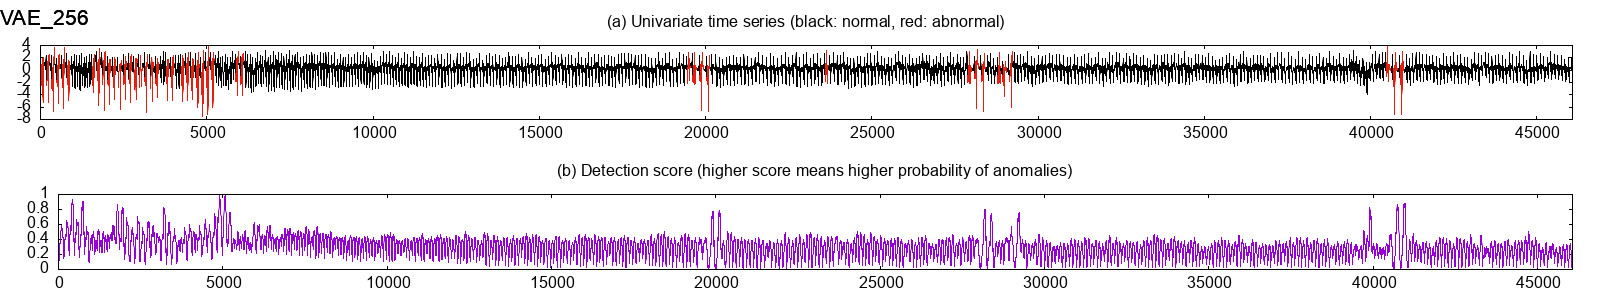 VAE_256
(a) Univariate time series (black: normal, red: abnormal)
4
2
0
-2
-4
-6
-8
0 5000 10000 15000 20000 25000 30000 35000 40000 45000
(b) Detection score (higher score means higher probability of anomalies)
1
0.8
0.6
0.4
0.2
0
0 5000 10000 15000 20000 25000 30000 35000 40000 45000